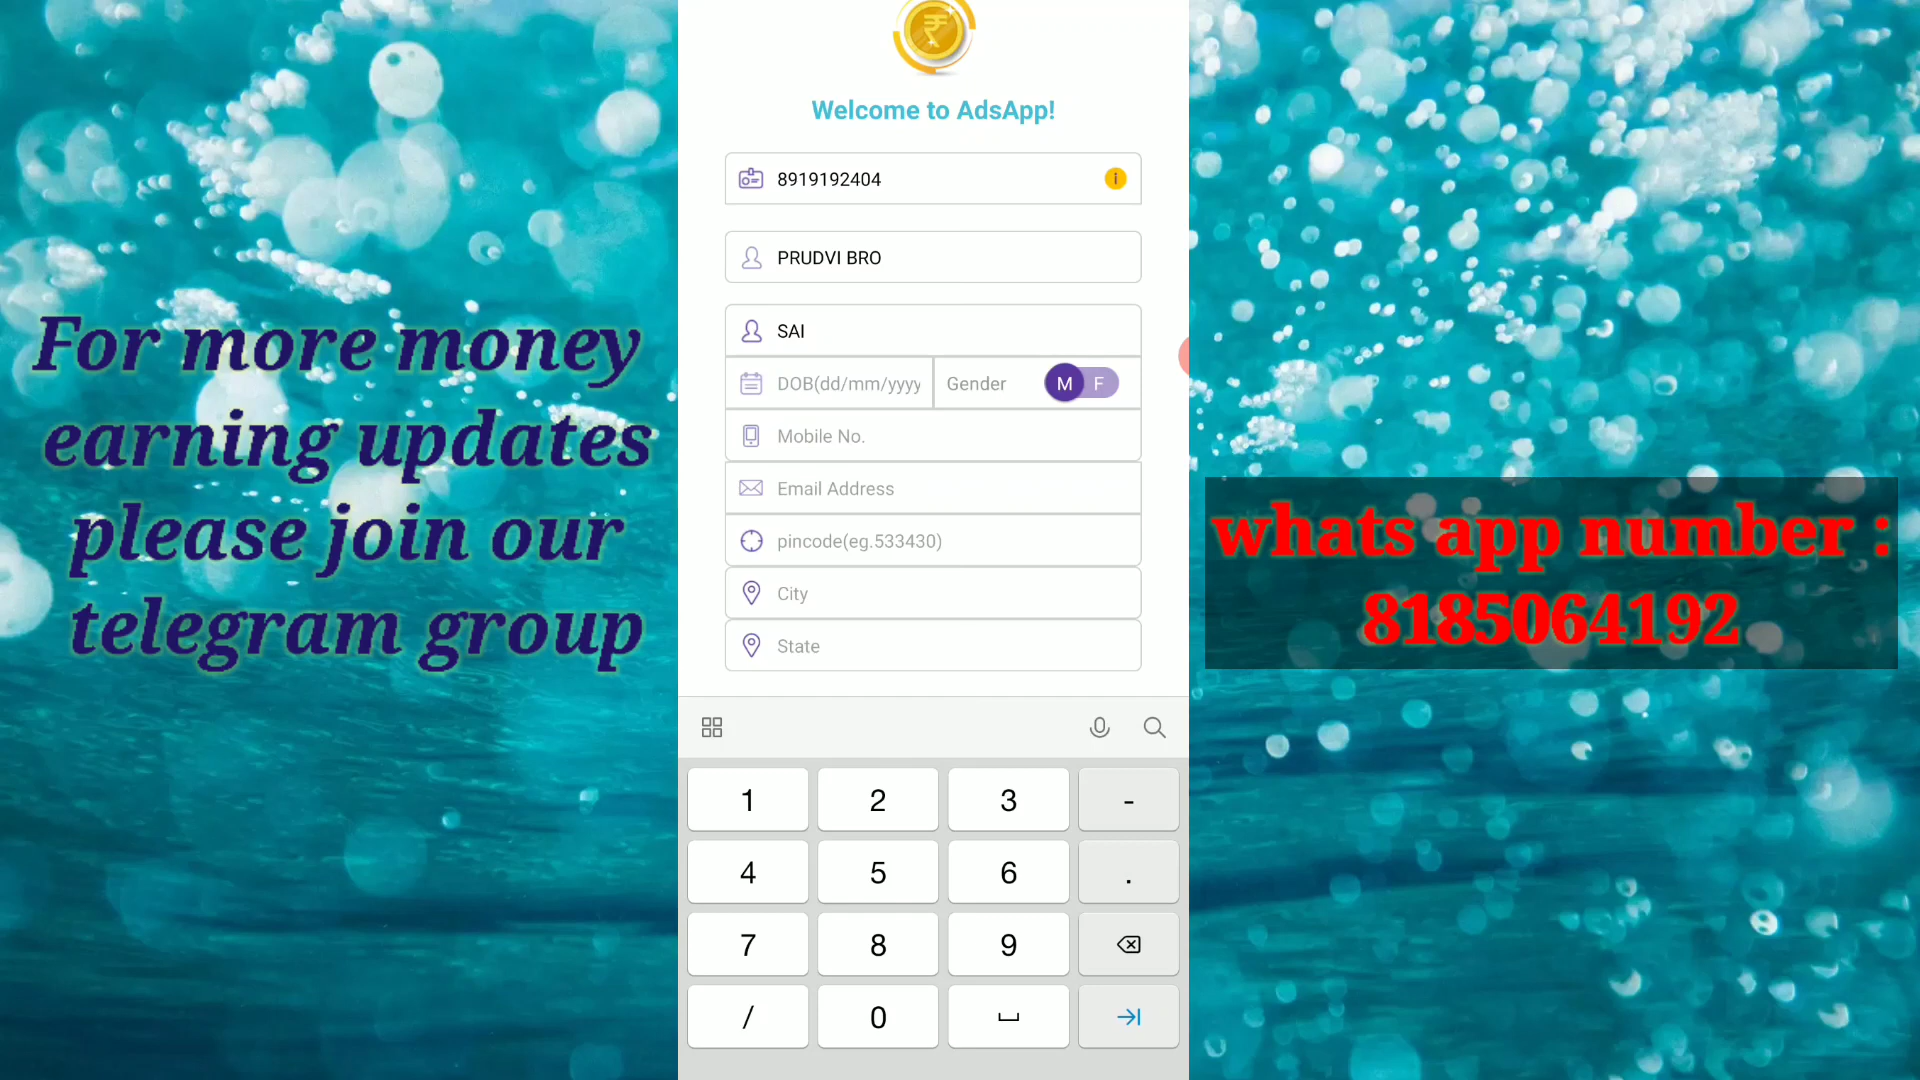 For more money
earning updates
please join our
telegram group
₹
Welcome to AdsApp!
8919192404
i
PRUDVI BRO
SAI
DOB(dd/mm/yyyy
Gender
M F
Mobile No.
Email Address
pincode(eg.533430)
City
State
1 2 3 -
4 5 6 .
7 8 9
/ 0
whats app number :
8185064192